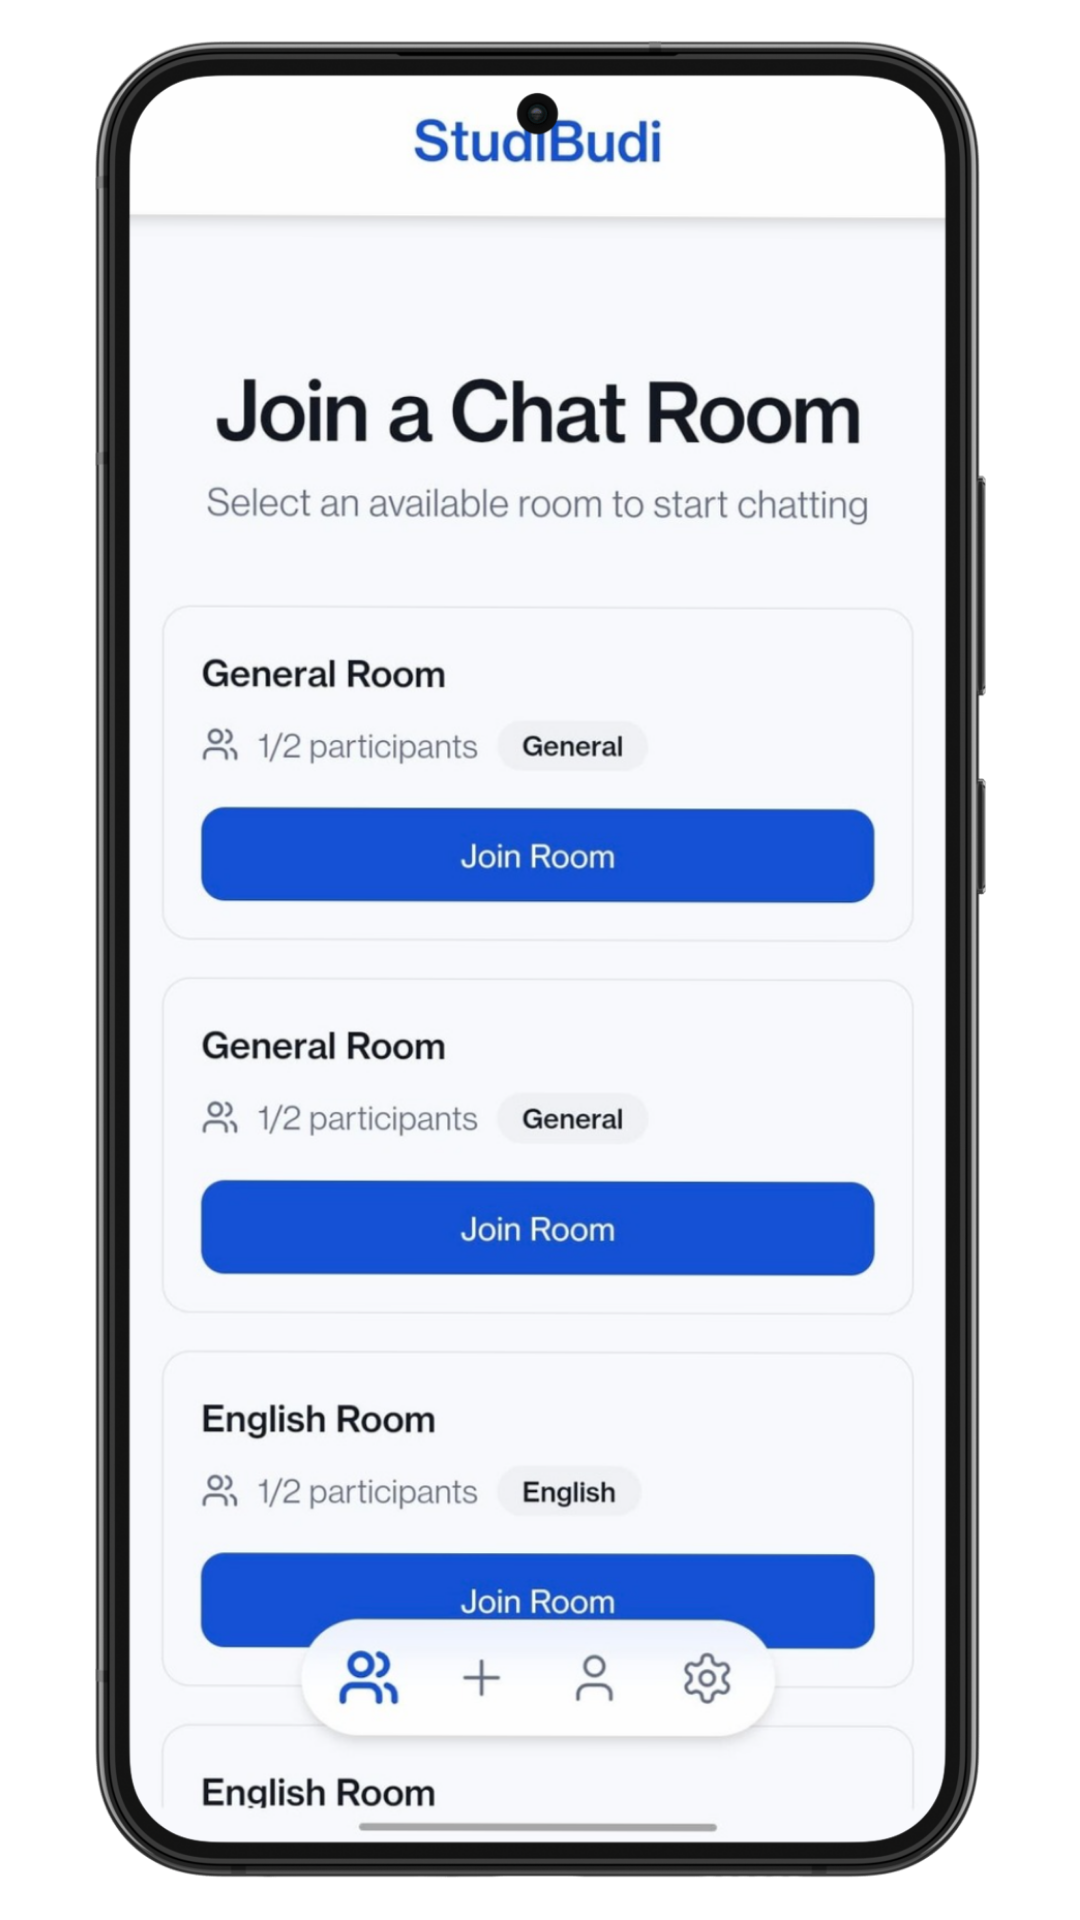 StudiBudi
Join a Chat Room
Select an available room to start chatting
General Room
1/2 participants General
Join Room
General Room
1/2 participants General
Join Room
English Room
1/2 participants English
Join Room
English Room